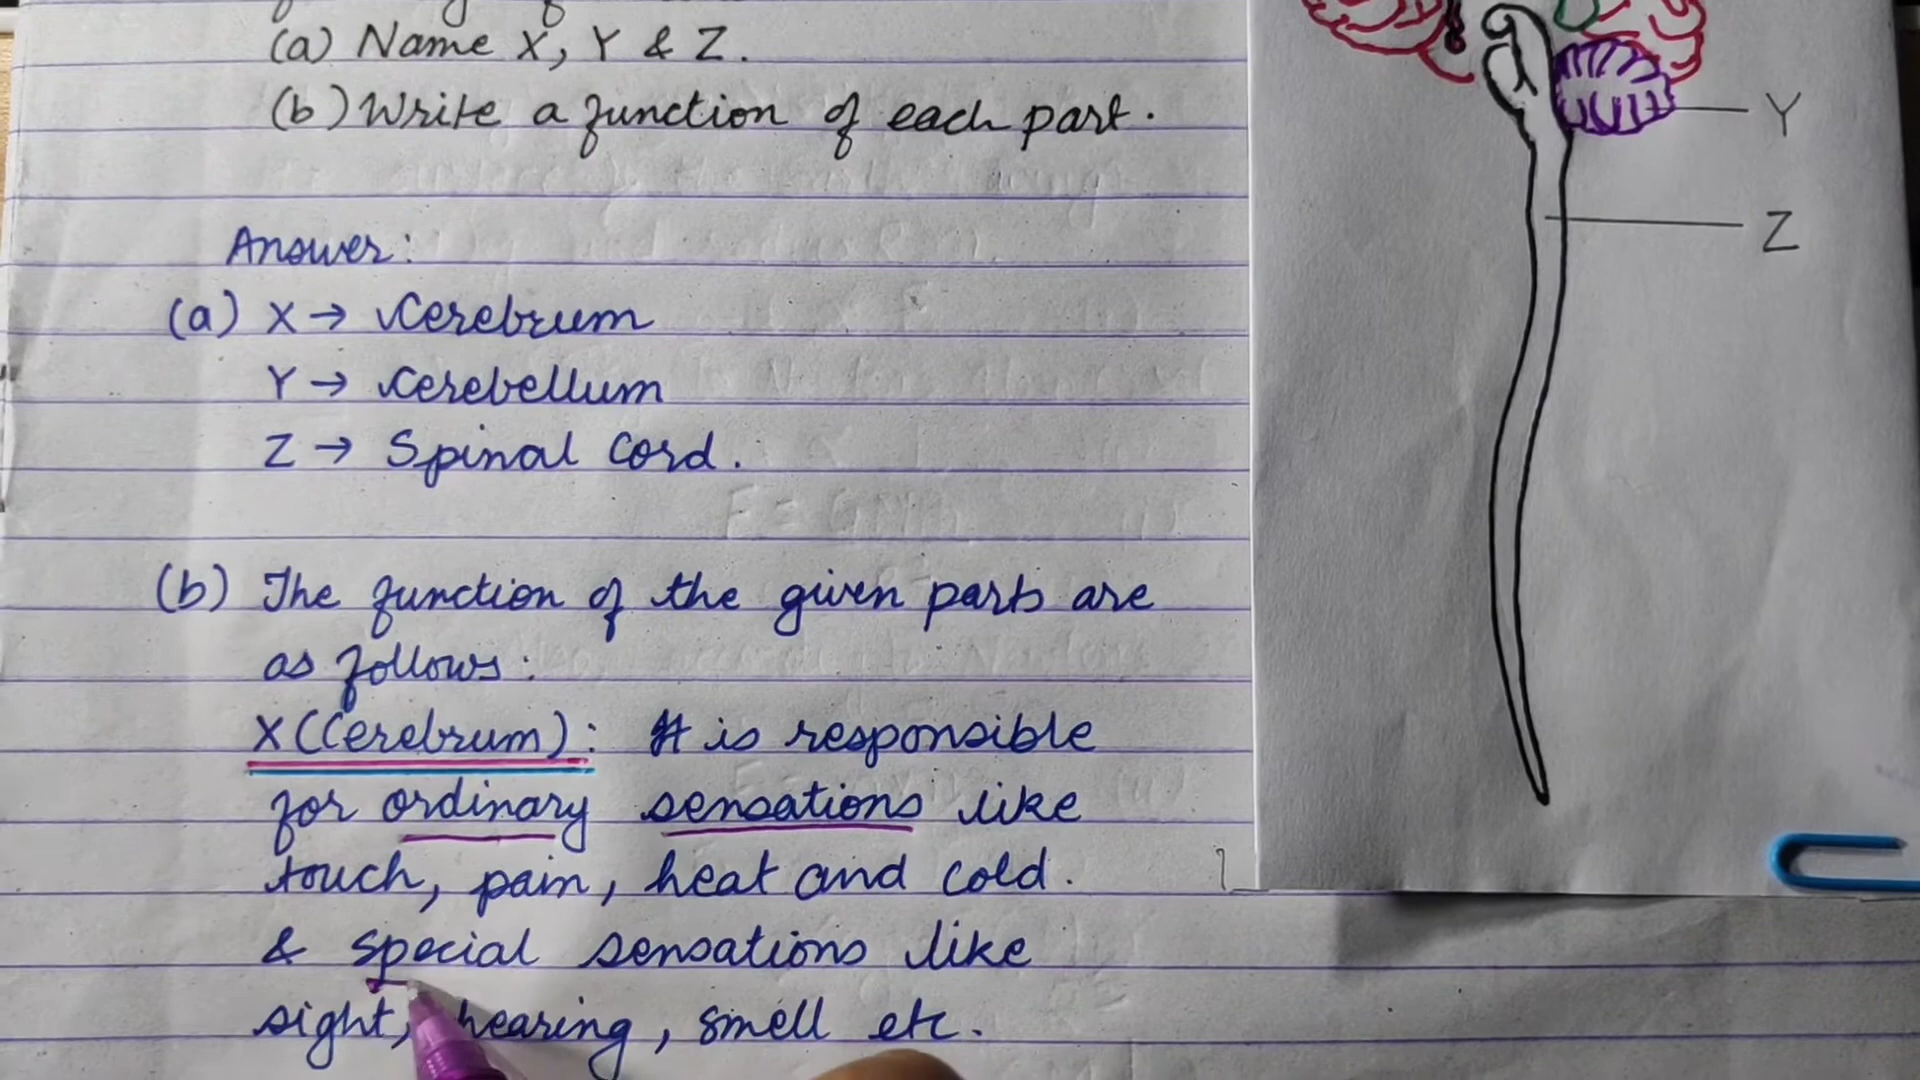 (a) Name X, Y & Z.
(b) Write a function of each part.
Answer:
(a) X → Cerebrum
Y → Cerebellum
Z → Spinal Cord.
(b) The function of the given parts are
as follows:
X (Cerebrum): It is responsible
for ordinary sensations like
touch, pain, heat and cold.
& special sensations like
sight, hearing, smell etc.
Y
Z